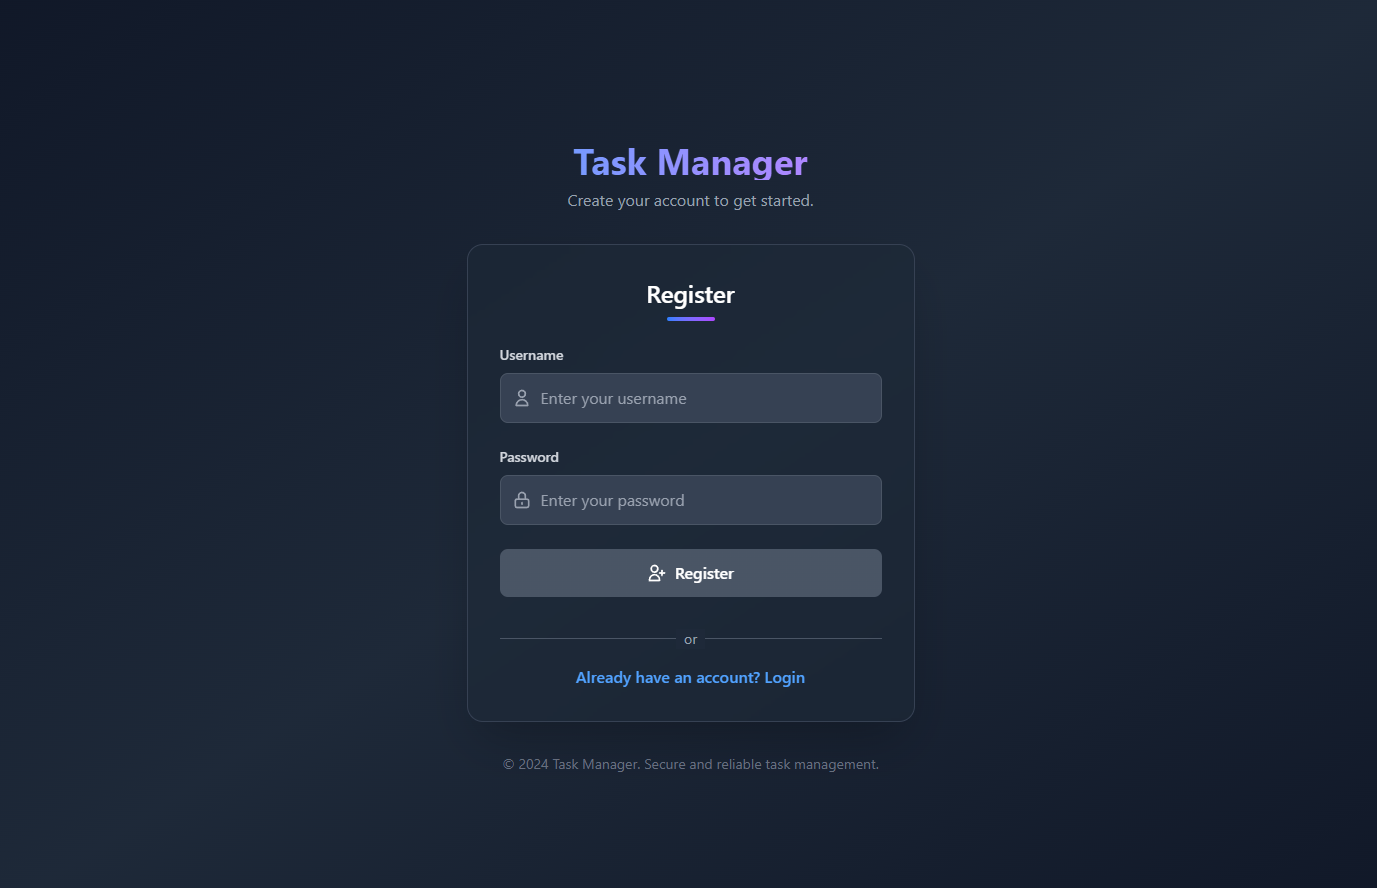 Task Manager
Create your account to get started.
Register
Username
Enter your username
Password
Enter your password
Register
or
Already have an account? Login
© 2024 Task Manager. Secure and reliable task management.